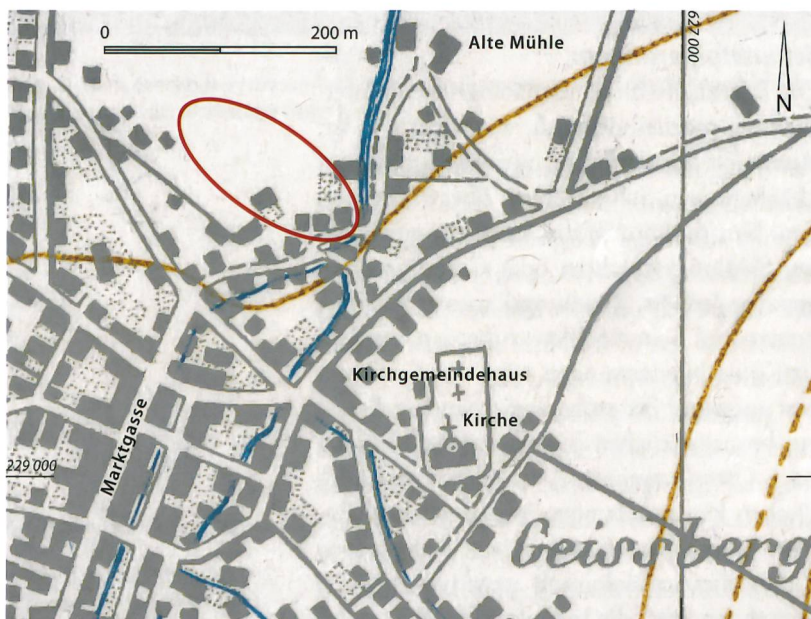 0
200 m
Alte Mühle
627 000
N
Kirchgemeindehaus
Kirche
Marktgasse
229 000
Geissberg